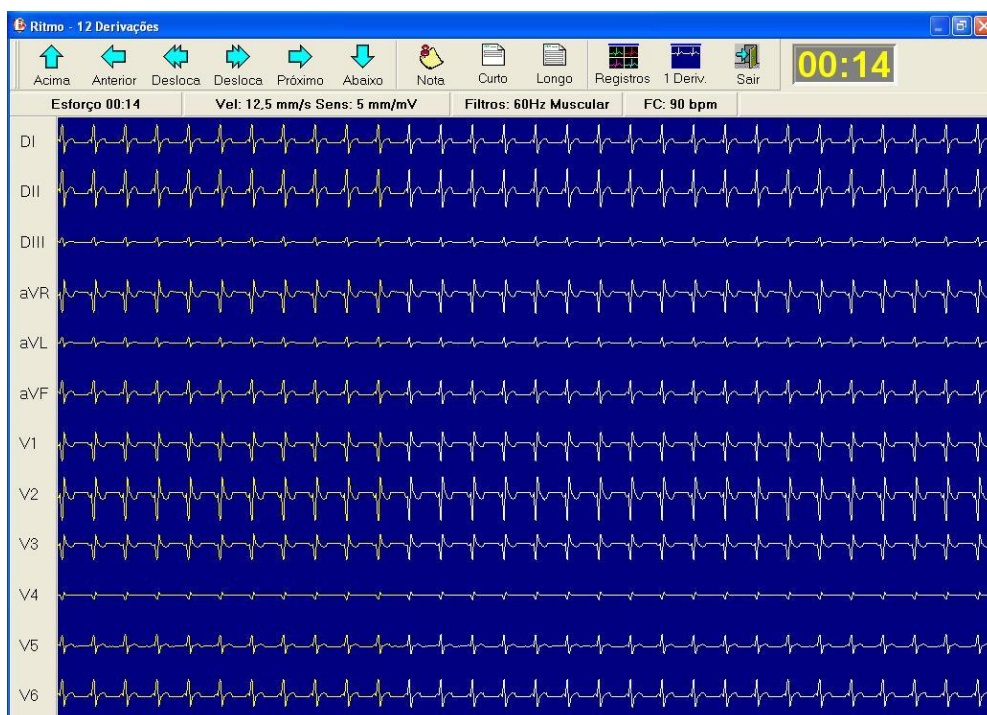 Ritmo - 12 Derivações
Acima Anterior Desloca Desloca Próximo Abaixo Nota Curto Longo Registros 1 Deriv. Sair 00:14
Esforço 00:14 Vel: 12,5 mm/s Sens: 5 mm/mV Filtros: 60Hz Muscular FC: 90 bpm
DI
DII
DIII
aVR
aVL
aVF
V1
V2
V3
V4
V5
V6